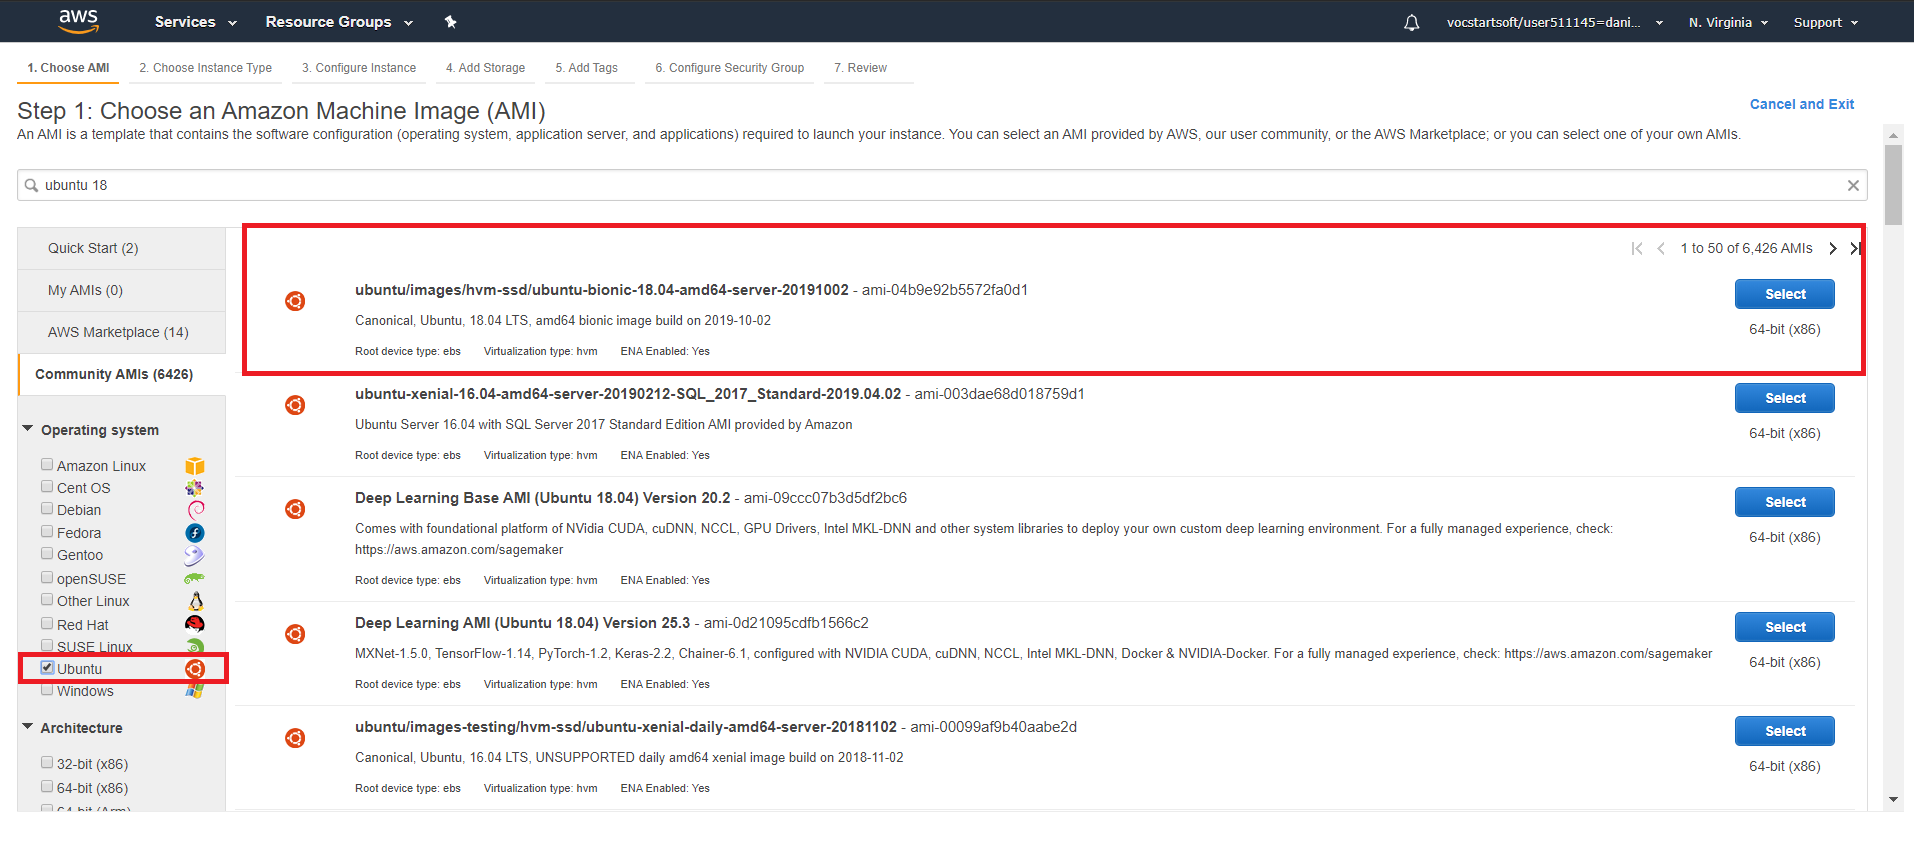 aws Services Resource Groups vocstartsoft/user511145=dani... N. Virginia Support
1. Choose AMI 2. Choose Instance Type 3. Configure Instance 4. Add Storage 5. Add Tags 6. Configure Security Group 7. Review
Step 1: Choose an Amazon Machine Image (AMI)
Cancel and Exit
An AMI is a template that contains the software configuration (operating system, application server, and applications) required to launch your instance. You can select an AMI provided by AWS, our user community, or the AWS Marketplace; or you can select one of your own AMIs.
ubuntu 18
Quick Start (2)
My AMIs (0)
AWS Marketplace (14)
Community AMIs (6426)
Operating system
Amazon Linux
Cent OS
Debian
Fedora
Gentoo
openSUSE
Other Linux
Red Hat
SUSE Linux
Ubuntu
Windows
Architecture
32-bit (x86)
64-bit (x86)
64-bit (Arm)
1 to 50 of 6,426 AMIs
ubuntu/images/hvm-ssd/ubuntu-bionic-18.04-amd64-server-20191002 - ami-04b9e92b5572fa0d1
Select
Canonical, Ubuntu, 18.04 LTS, amd64 bionic image build on 2019-10-02
64-bit (x86)
Root device type: ebs Virtualization type: hvm ENA Enabled: Yes
ubuntu-xenial-16.04-amd64-server-20190212-SQL_2017_Standard-2019.04.02 - ami-003dae68d018759d1
Select
Ubuntu Server 16.04 with SQL Server 2017 Standard Edition AMI provided by Amazon
64-bit (x86)
Root device type: ebs Virtualization type: hvm ENA Enabled: Yes
Deep Learning Base AMI (Ubuntu 18.04) Version 20.2 - ami-09ccc07b3d5df2bc6
Select
Comes with foundational platform of NVidia CUDA, cuDNN, NCCL, GPU Drivers, Intel MKL-DNN and other system libraries to deploy your own custom deep learning environment. For a fully managed experience, check:
64-bit (x86)
https://aws.amazon.com/sagemaker
Root device type: ebs Virtualization type: hvm ENA Enabled: Yes
Deep Learning AMI (Ubuntu 18.04) Version 25.3 - ami-0d21095cdfb1566c2
Select
MXNet-1.5.0, TensorFlow-1.14, PyTorch-1.2, Keras-2.2, Chainer-6.1, configured with NVIDIA CUDA, cuDNN, NCCL, Intel MKL-DNN, Docker & NVIDIA-Docker. For a fully managed experience, check: https://aws.amazon.com/sagemaker
64-bit (x86)
Root device type: ebs Virtualization type: hvm ENA Enabled: Yes
ubuntu/images-testing/hvm-ssd/ubuntu-xenial-daily-amd64-server-20181102 - ami-00099af9b40aabe2d
Select
Canonical, Ubuntu, 16.04 LTS, UNSUPPORTED daily amd64 xenial image build on 2018-11-02
64-bit (x86)
Root device type: ebs Virtualization type: hvm ENA Enabled: Yes